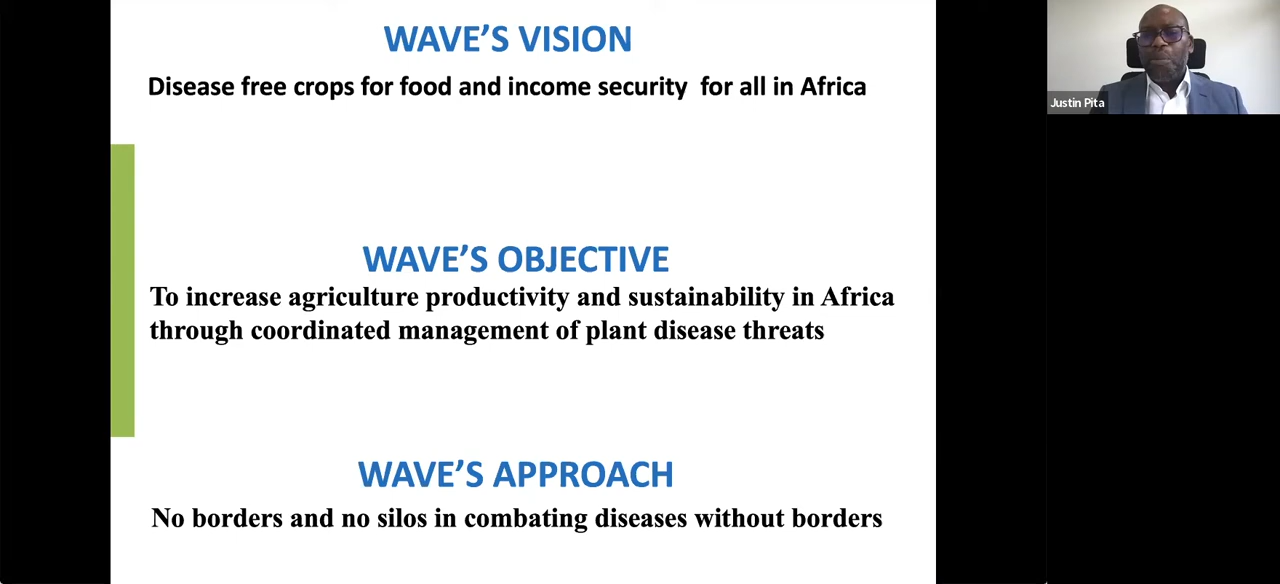 WAVE'S VISION
Disease free crops for food and income security for all in Africa
WAVE'S OBJECTIVE
To increase agriculture productivity and sustainability in Africa
through coordinated management of plant disease threats
WAVE'S APPROACH
No borders and no silos in combating diseases without borders
Justin Pita